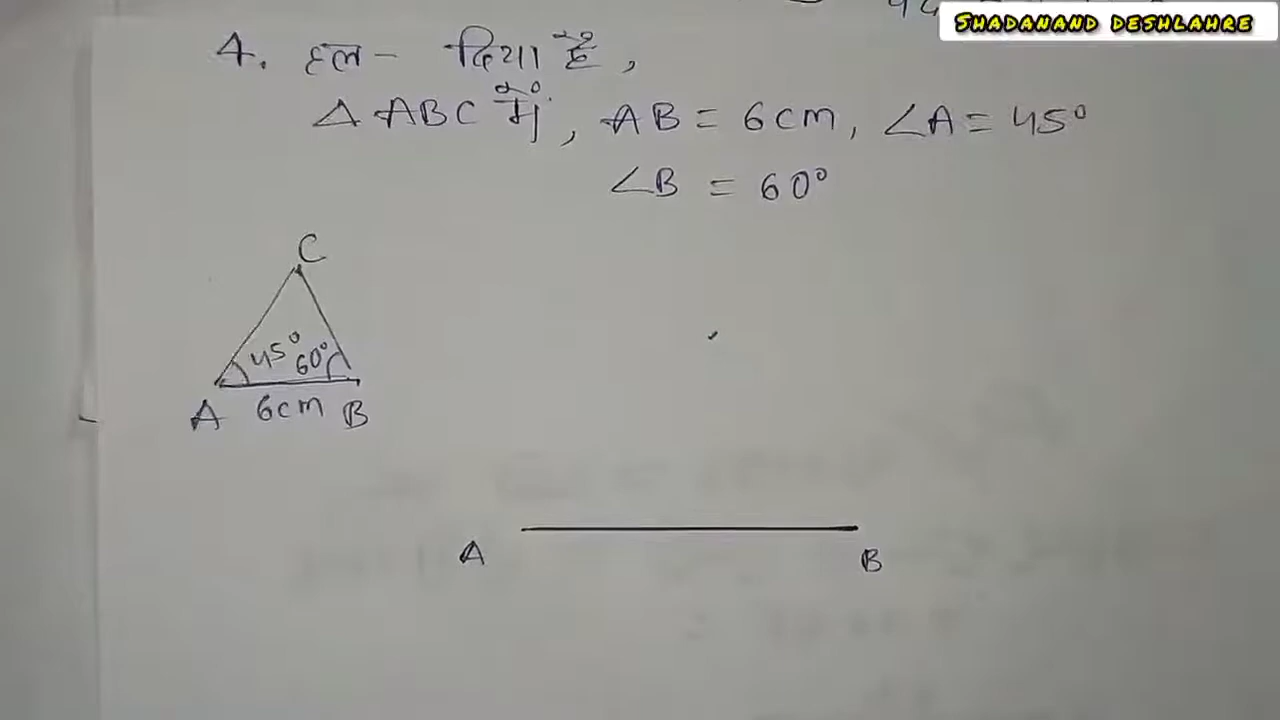 SHADANAND DESHLAHRE
4. हल - दिया है,
△ ABC में, AB = 6cm, ∠A = 45°
∠B = 60°
C
45° 60°
A 6cm B
A B